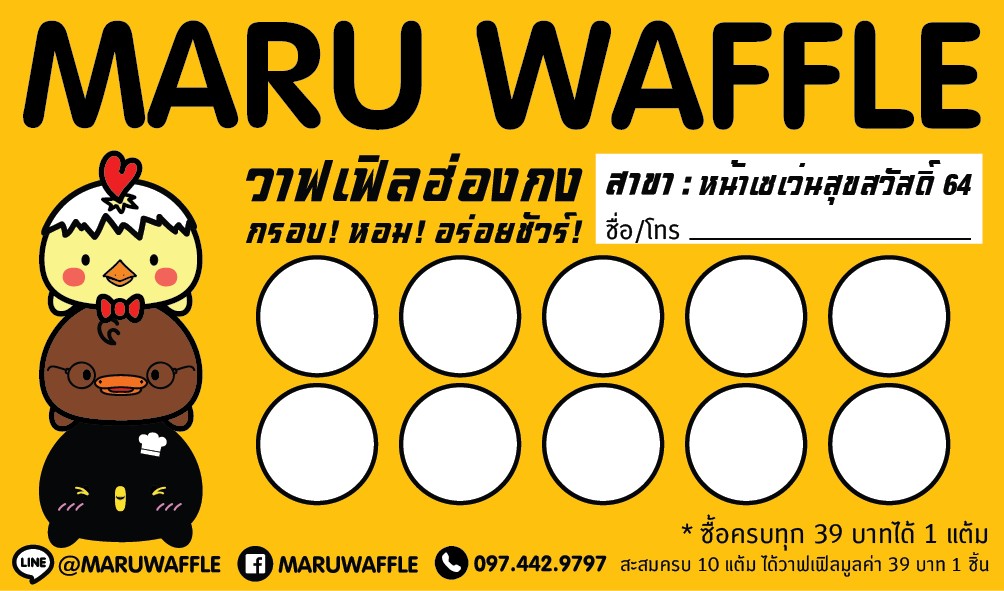 MARU WAFFLE
วาฟเฟิลฮ่องกง
กรอบ! หอม! อร่อยชัวร์!
สาขา : หน้าเซเว่นสุขสวัสดิ์ 64
ชื่อ/โทร
* ซื้อครบทุก 39 บาทได้ 1 แต้ม
LINE @MARUWAFFLE MARUWAFFLE 097.442.9797 สะสมครบ 10 แต้ม ได้วาฟเฟิลมูลค่า 39 บาท 1 ชิ้น